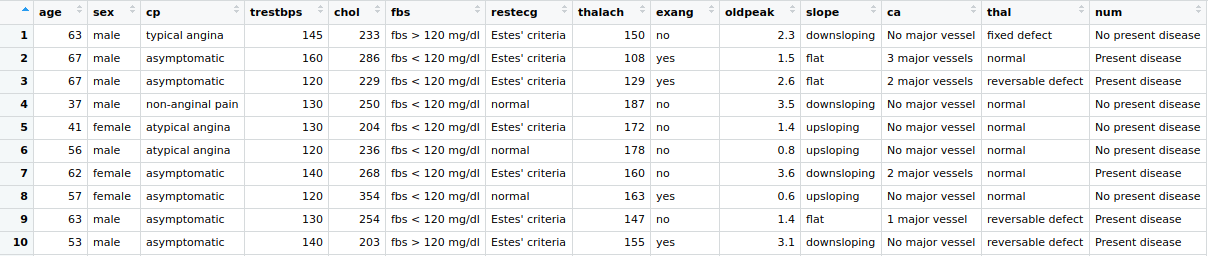 age sex cp trestbps chol fbs restecg thalach exang oldpeak slope ca thal num
1 63 male typical angina 145 233 fbs > 120 mg/dl Estes' criteria 150 no 2.3 downsloping No major vessel fixed defect No present disease
2 67 male asymptomatic 160 286 fbs < 120 mg/dl Estes' criteria 108 yes 1.5 flat 3 major vessels normal Present disease
3 67 male asymptomatic 120 229 fbs < 120 mg/dl Estes' criteria 129 yes 2.6 flat 2 major vessels reversable defect Present disease
4 37 male non-anginal pain 130 250 fbs < 120 mg/dl normal 187 no 3.5 downsloping No major vessel normal No present disease
5 41 female atypical angina 130 204 fbs < 120 mg/dl Estes' criteria 172 no 1.4 upsloping No major vessel normal No present disease
6 56 male atypical angina 120 236 fbs < 120 mg/dl normal 178 no 0.8 upsloping No major vessel normal No present disease
7 62 female asymptomatic 140 268 fbs < 120 mg/dl Estes' criteria 160 no 3.6 downsloping 2 major vessels normal Present disease
8 57 female asymptomatic 120 354 fbs < 120 mg/dl normal 163 yes 0.6 upsloping No major vessel normal No present disease
9 63 male asymptomatic 130 254 fbs < 120 mg/dl Estes' criteria 147 no 1.4 flat 1 major vessel reversable defect Present disease
10 53 male asymptomatic 140 203 fbs > 120 mg/dl Estes' criteria 155 yes 3.1 downsloping No major vessel reversable defect Present disease